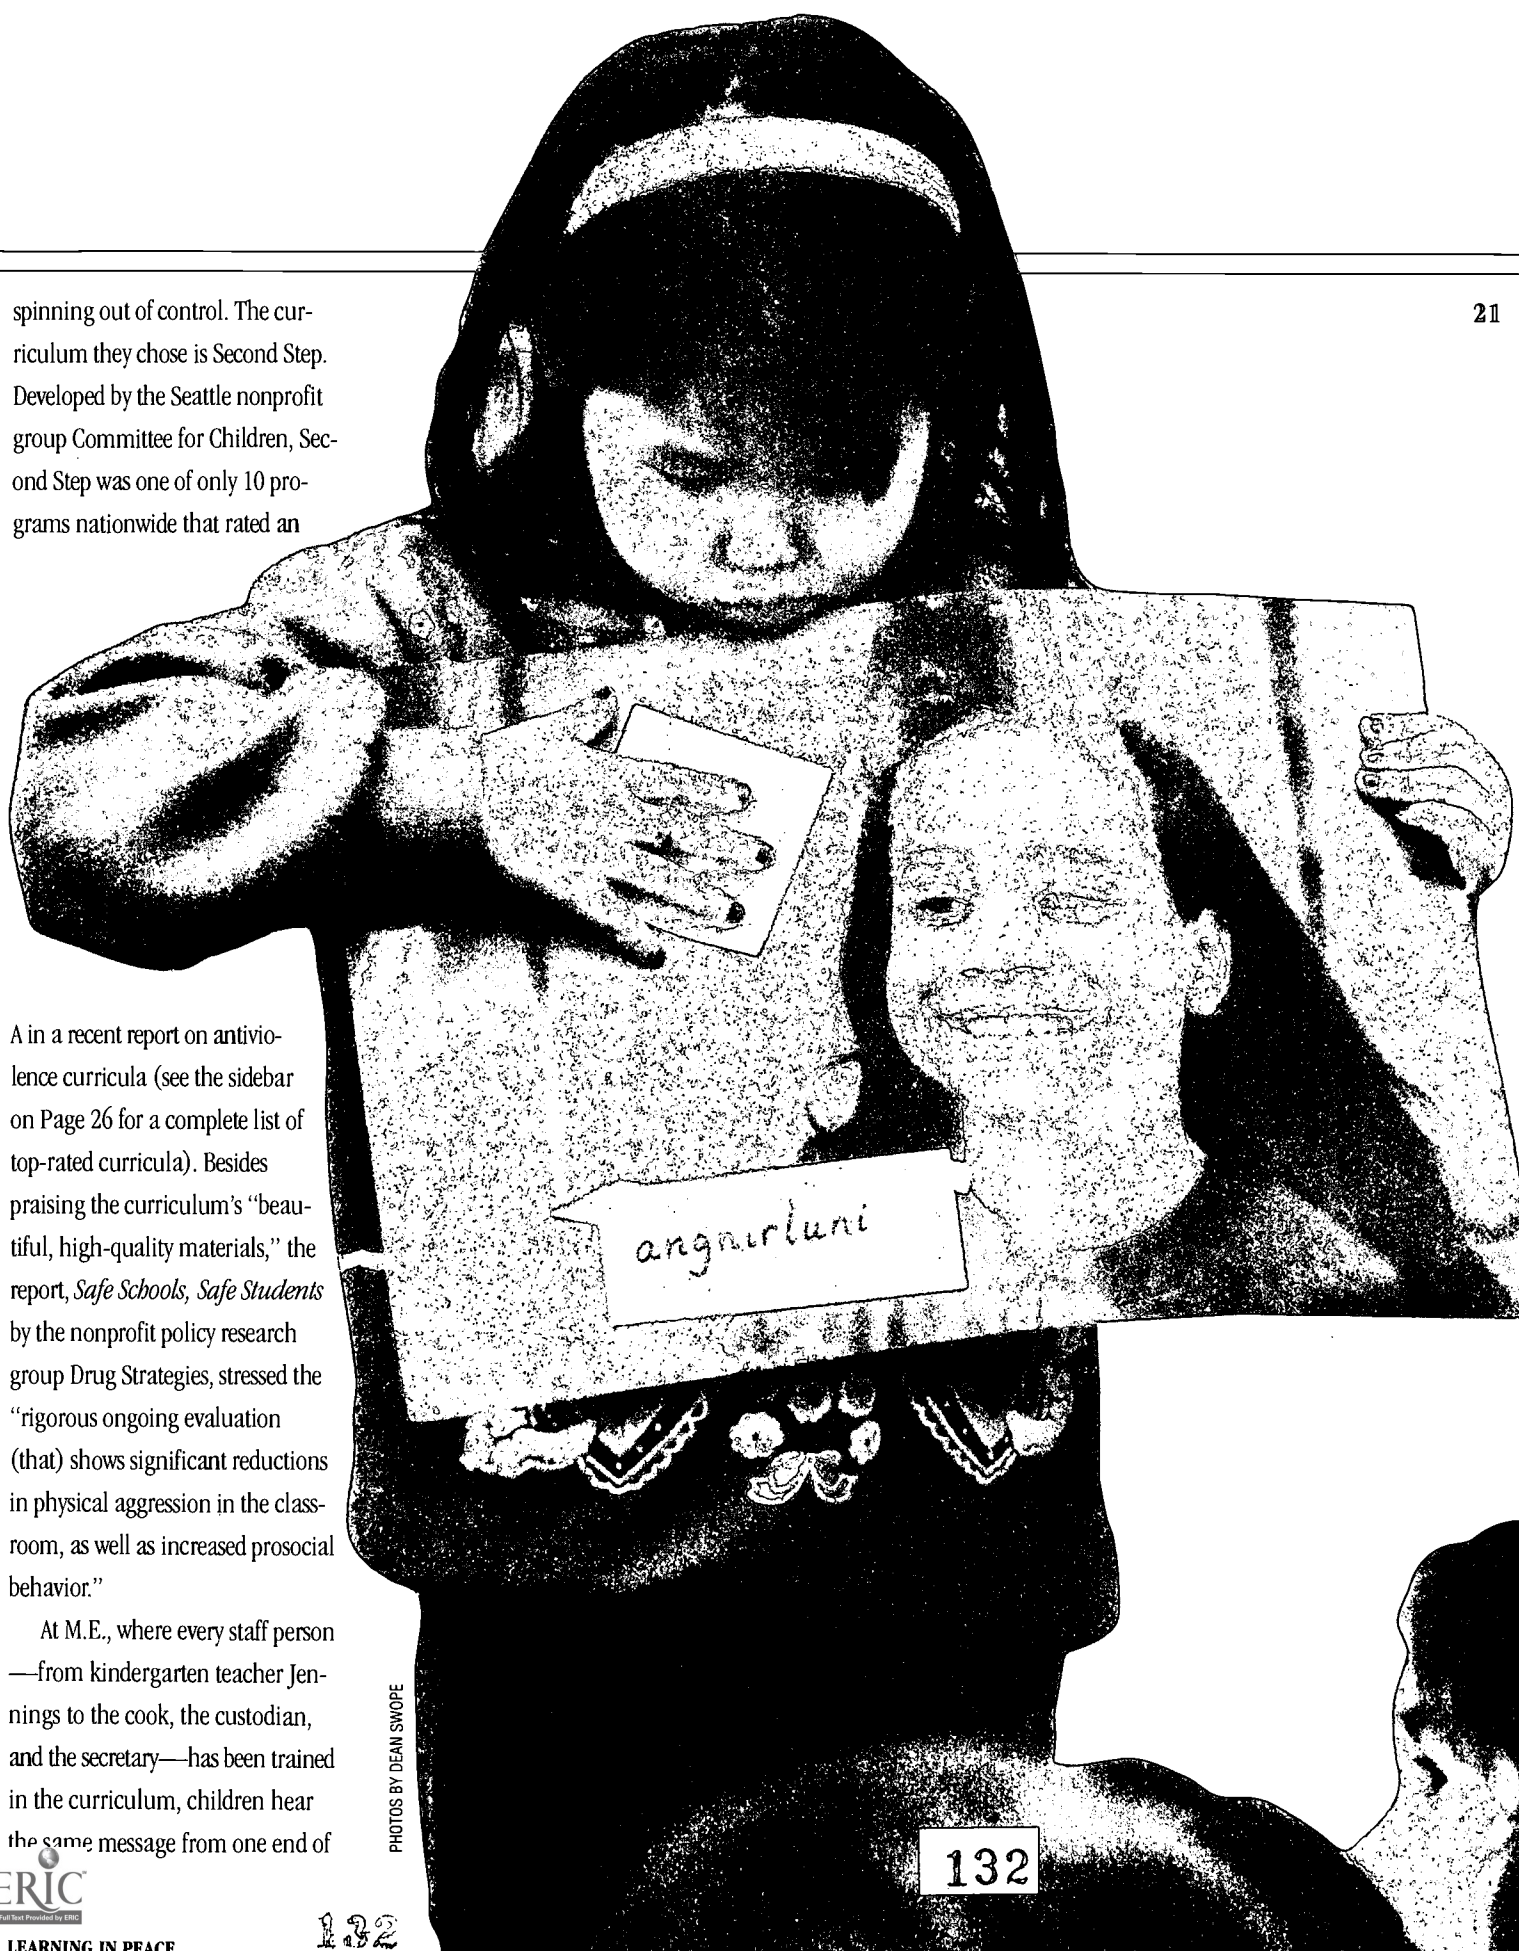 21
spinning out of control. The cur-
riculum they chose is Second Step.
Developed by the Seattle nonprofit
group Committee for Children, Sec-
ond Step was one of only 10 pro-
grams nationwide that rated an
A in a recent report on antivio-
lence curricula (see the sidebar
on Page 26 for a complete list of
top-rated curricula). Besides
praising the curriculum's “beau-
tiful, high-quality materials,” the
report, Safe Schools, Safe Students
by the nonprofit policy research
group Drug Strategies, stressed the
“rigorous ongoing evaluation
(that) shows significant reductions
in physical aggression in the class-
room, as well as increased prosocial
behavior.”
At M.E., where every staff person
—from kindergarten teacher Jen-
nings to the cook, the custodian,
and the secretary—has been trained
in the curriculum, children hear
the same message from one end of
angnirluni
PHOTOS BY DEAN SWOPE
132
ERIC
Full Text Provided by ERIC
132
LEARNING IN PEACE